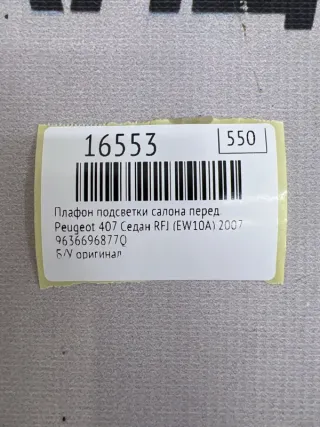 16553
550
Плафон подсветки салона перед
Peugeot 407 Седан RFJ (EW10A) 2007
9636696877Q
Б/У оригинал